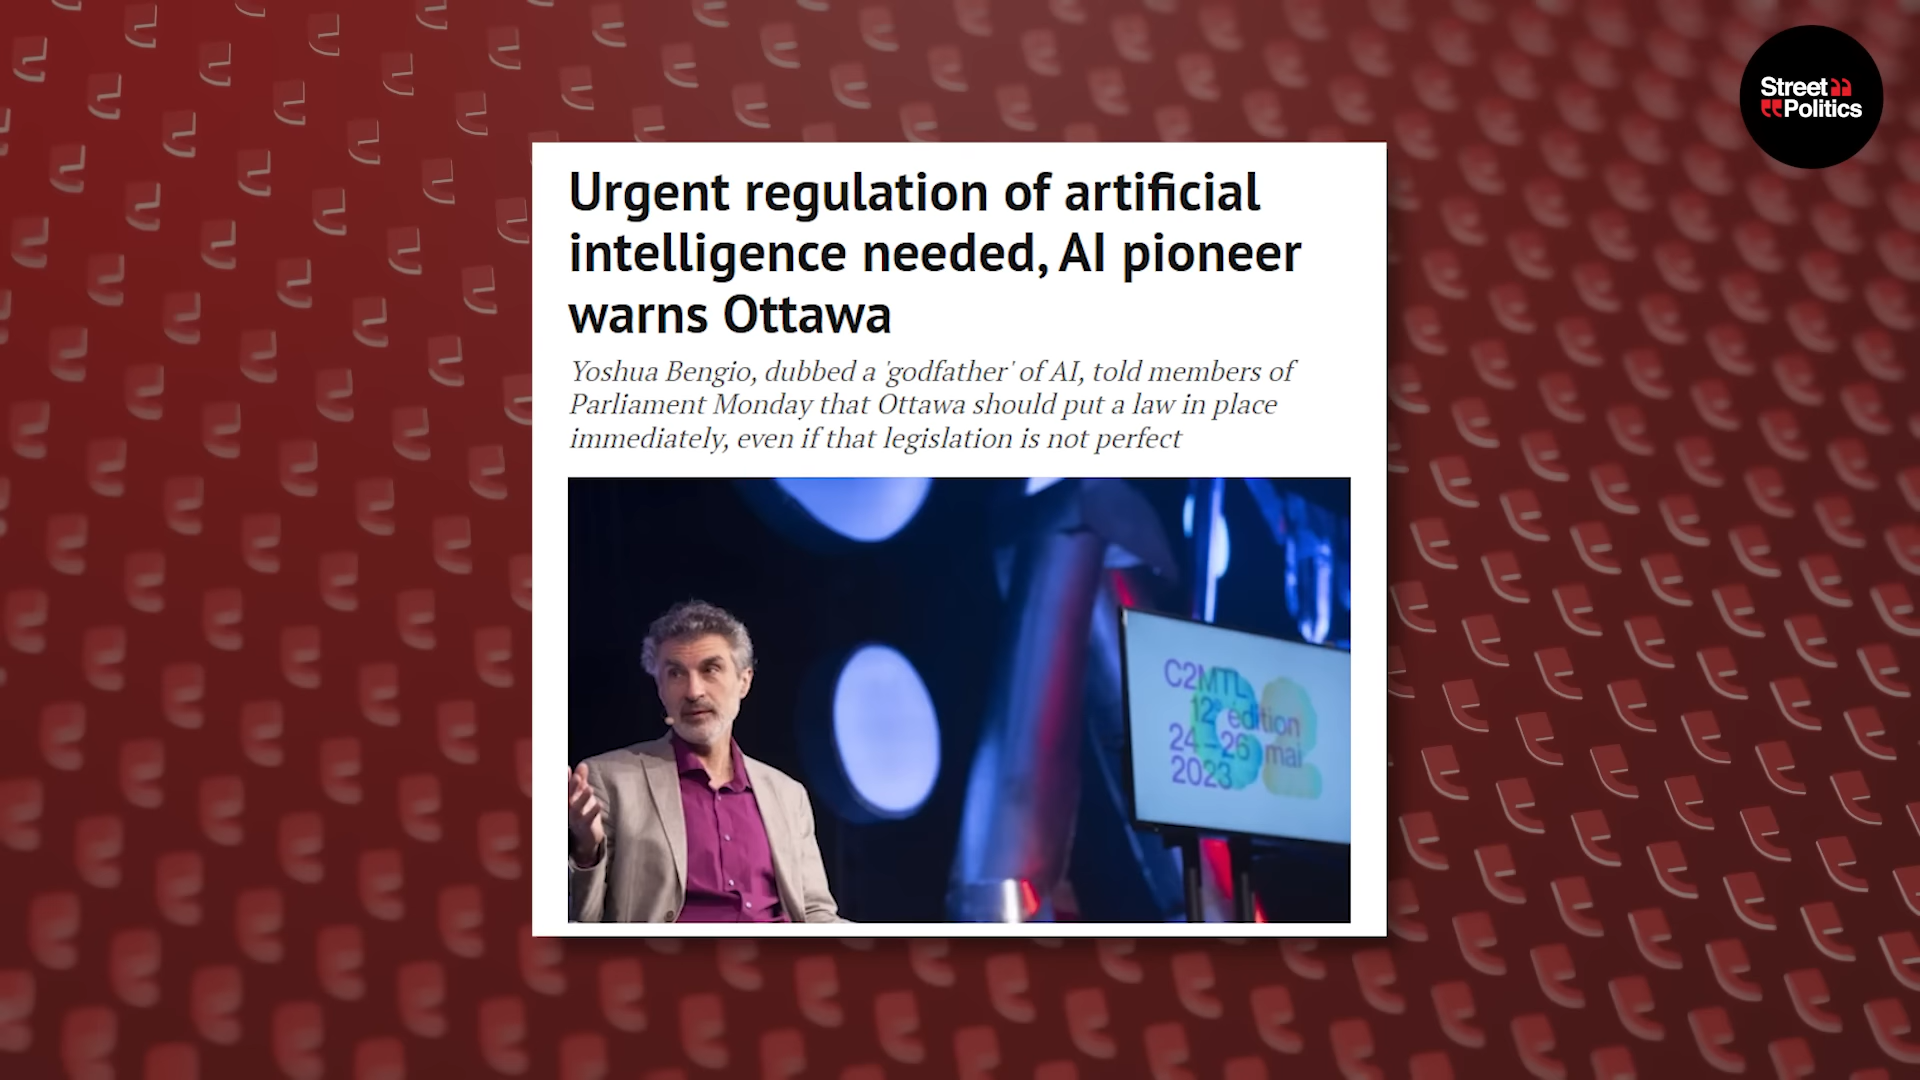 Street
Politics
Urgent regulation of artificial
intelligence needed, AI pioneer
warns Ottawa
Yoshua Bengio, dubbed a 'godfather' of AI, told members of
Parliament Monday that Ottawa should put a law in place
immediately, even if that legislation is not perfect
C2MTL
12e édition
24-26 mai
2023